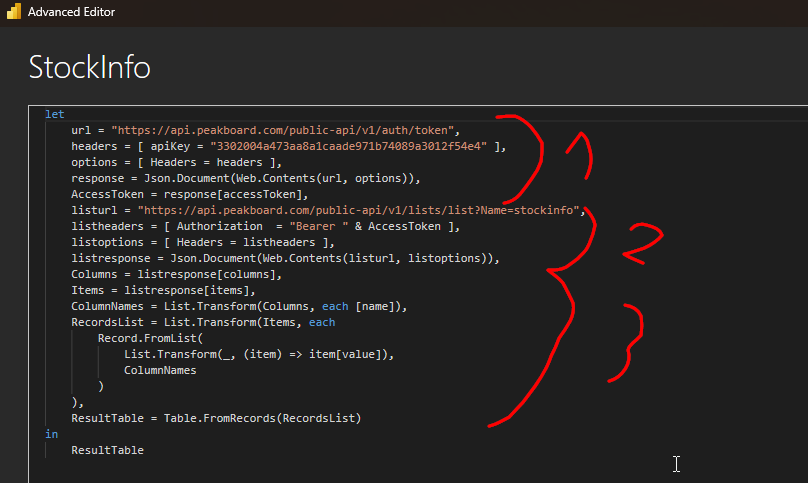 Advanced Editor
StockInfo
let
url = "https://api.peakboard.com/public-api/v1/auth/token",
headers = [ apiKey = "3302004a473aa8a1caade971b74089a3012f54e4" ],
options = [ Headers = headers ],
response = Json.Document(Web.Contents(url, options)),
AccessToken = response[accessToken],
listurl = "https://api.peakboard.com/public-api/v1/lists/list?Name=stockinfo",
listheaders = [ Authorization  = "Bearer " & AccessToken ],
listoptions = [ Headers = listheaders ],
listresponse = Json.Document(Web.Contents(listurl, listoptions)),
Columns = listresponse[columns],
Items = listresponse[items],
ColumnNames = List.Transform(Columns, each [name]),
RecordsList = List.Transform(Items, each
Record.FromList(
List.Transform(_, (item) => item[value]),
ColumnNames
)
),
ResultTable = Table.FromRecords(RecordsList)
in
ResultTable
1
2
3